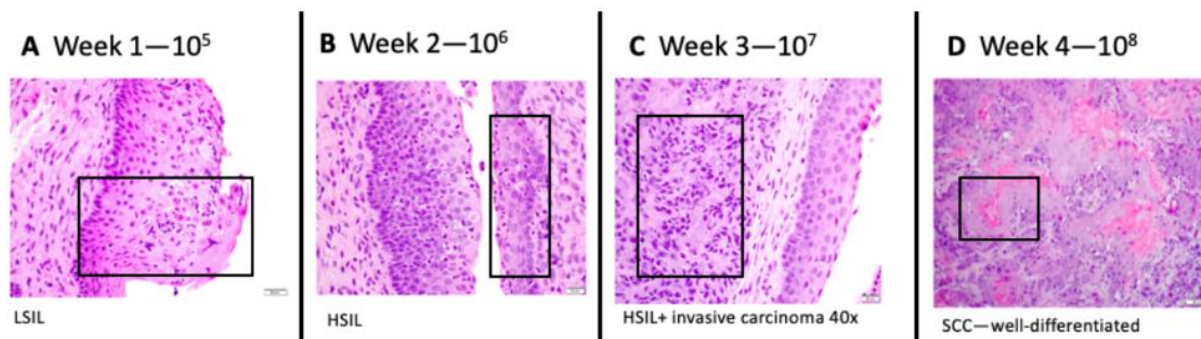 A Week 1—10⁵
LSIL
B Week 2—10⁶
HSIL
C Week 3—10⁷
HSIL+ invasive carcinoma 40x
D Week 4—10⁸
SCC—well-differentiated